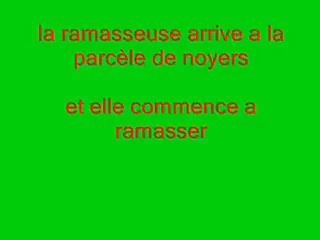 la ramasseuse arrive a la
parcèle de noyers
et elle commence a
ramasser